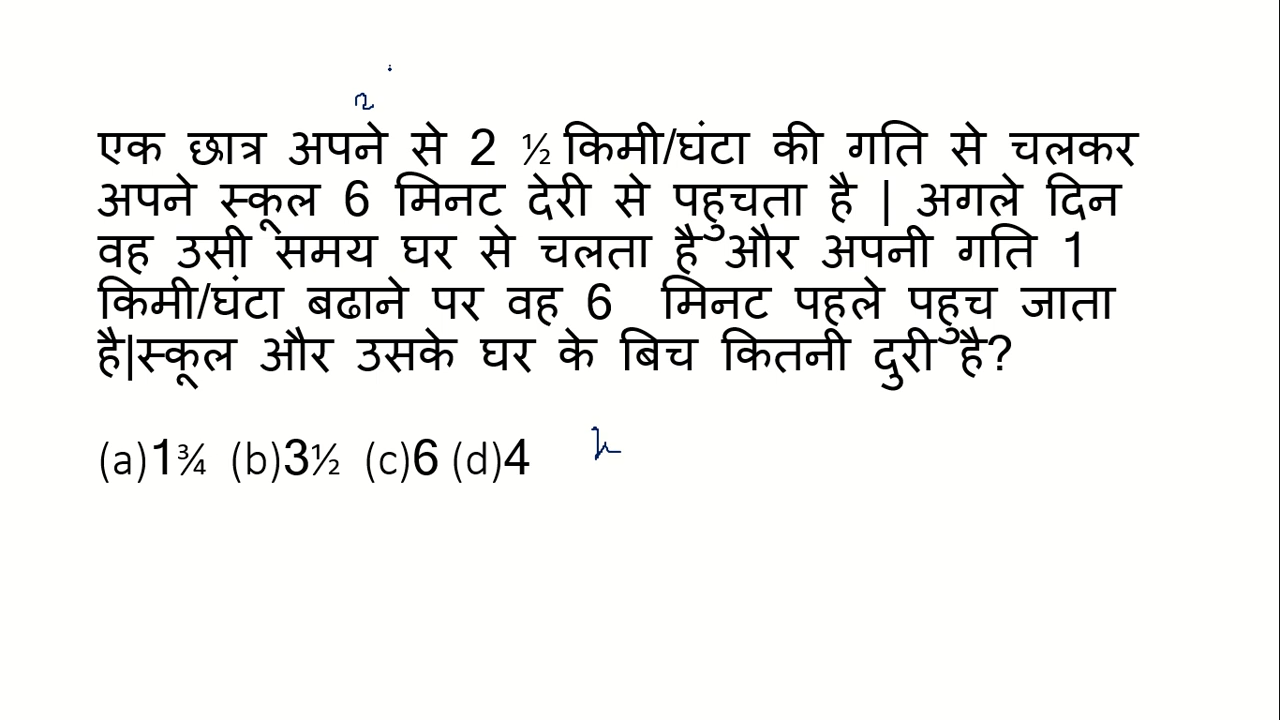 एक छात्र अपने से 2 ½ किमी/घंटा की गति से चलकर
अपने स्कूल 6 मिनट देरी से पहुचता है | अगले दिन
वह उसी समय घर से चलता है और अपनी गति 1
किमी/घंटा बढाने पर वह 6 मिनट पहले पहुच जाता
है|स्कूल और उसके घर के बिच कितनी दुरी है?
(a)1¾ (b)3½ (c)6 (d)4